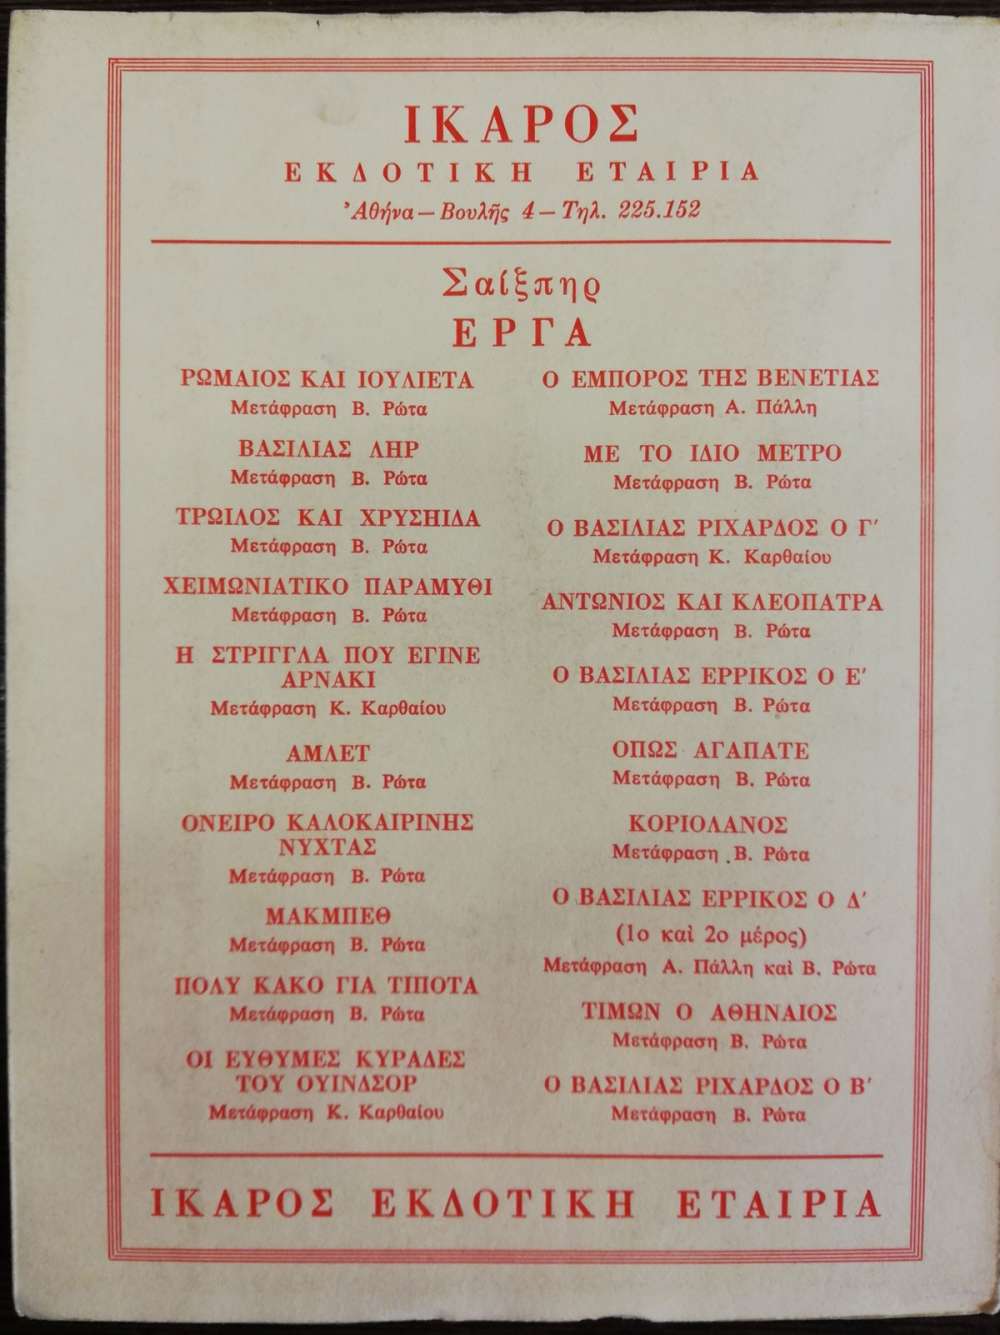 ΙΚΑΡΟΣ
ΕΚΔΟΤΙΚΗ ΕΤΑΙΡΙΑ
Ἀθήνα — Βουλῆς 4 — Τηλ. 225.152
Σαίξπηρ
ΕΡΓΑ
ΡΩΜΑΙΟΣ ΚΑΙ ΙΟΥΛΙΕΤΑ
Μετάφραση Β. Ρώτα
ΒΑΣΙΛΙΑΣ ΛΗΡ
Μετάφραση Β. Ρώτα
ΤΡΩΙΛΟΣ ΚΑΙ ΧΡΥΣΗΙΔΑ
Μετάφραση Β. Ρώτα
ΧΕΙΜΩΝΙΑΤΙΚΟ ΠΑΡΑΜΥΘΙ
Μετάφραση Β. Ρώτα
Η ΣΤΡΙΓΓΛΑ ΠΟΥ ΕΓΙΝΕ
ΑΡΝΑΚΙ
Μετάφραση Κ. Καρθαίου
ΑΜΛΕΤ
Μετάφραση Β. Ρώτα
ΟΝΕΙΡΟ ΚΑΛΟΚΑΙΡΙΝΗΣ
ΝΥΧΤΑΣ
Μετάφραση Β. Ρώτα
ΜΑΚΜΠΕΘ
Μετάφραση Β. Ρώτα
ΠΟΛΥ ΚΑΚΟ ΓΙΑ ΤΙΠΟΤΑ
Μετάφραση Β. Ρώτα
ΟΙ ΕΥΘΥΜΕΣ ΚΥΡΑΔΕΣ
ΤΟΥ ΟΥΙΝΔΣΟΡ
Μετάφραση Κ. Καρθαίου
Ο ΕΜΠΟΡΟΣ ΤΗΣ ΒΕΝΕΤΙΑΣ
Μετάφραση Α. Πάλλη
ΜΕ ΤΟ ΙΔΙΟ ΜΕΤΡΟ
Μετάφραση Β. Ρώτα
Ο ΒΑΣΙΛΙΑΣ ΡΙΧΑΡΔΟΣ Ο Γ′
Μετάφραση Κ. Καρθαίου
ΑΝΤΩΝΙΟΣ ΚΑΙ ΚΛΕΟΠΑΤΡΑ
Μετάφραση Β. Ρώτα
Ο ΒΑΣΙΛΙΑΣ ΕΡΡΙΚΟΣ Ο Ε′
Μετάφραση Β. Ρώτα
ΟΠΩΣ ΑΓΑΠΑΤΕ
Μετάφραση Β. Ρώτα
ΚΟΡΙΟΛΑΝΟΣ
Μετάφραση Β. Ρώτα
Ο ΒΑΣΙΛΙΑΣ ΕΡΡΙΚΟΣ Ο Δ′
(1ο καὶ 2ο μέρος)
Μετάφραση Α. Πάλλη καὶ Β. Ρώτα
ΤΙΜΩΝ Ο ΑΘΗΝΑΙΟΣ
Μετάφραση Β. Ρώτα
Ο ΒΑΣΙΛΙΑΣ ΡΙΧΑΡΔΟΣ Ο Β′
Μετάφραση Β. Ρώτα
ΙΚΑΡΟΣ ΕΚΔΟΤΙΚΗ ΕΤΑΙΡΙΑ